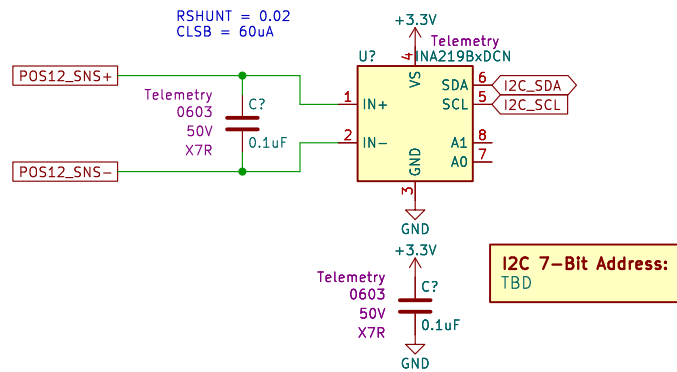 RSHUNT = 0.02
CLSB = 60uA
+3.3V
Telemetry
U?
INA219BxDCN
POS12_SNS+
POS12_SNS-
Telemetry
0603
50V
X7R
C?
0.1uF
1
IN+
2
IN-
4
VS
GND
3
SDA
6
I2C_SDA
SCL
5
I2C_SCL
A1
8
A0
7
GND
+3.3V
Telemetry
0603
50V
X7R
C?
0.1uF
GND
I2C 7-Bit Address:
TBD